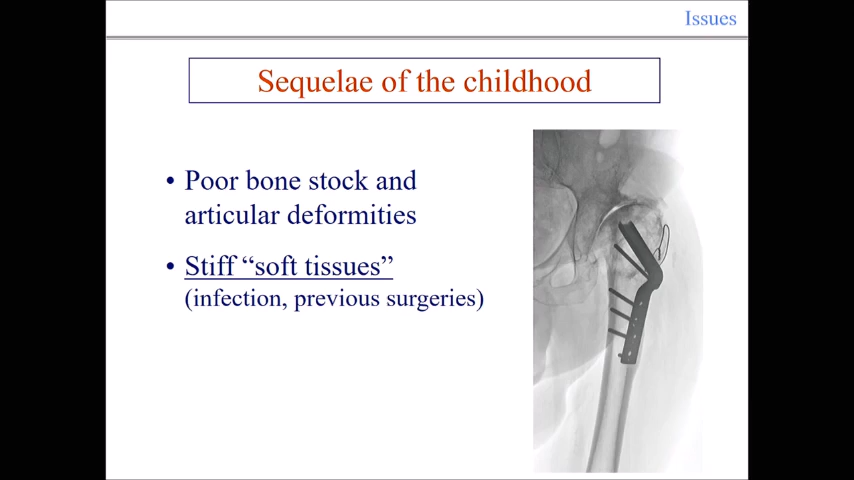 Issues
Sequelae of the childhood
• Poor bone stock and
articular deformities
• Stiff “soft tissues”
(infection, previous surgeries)